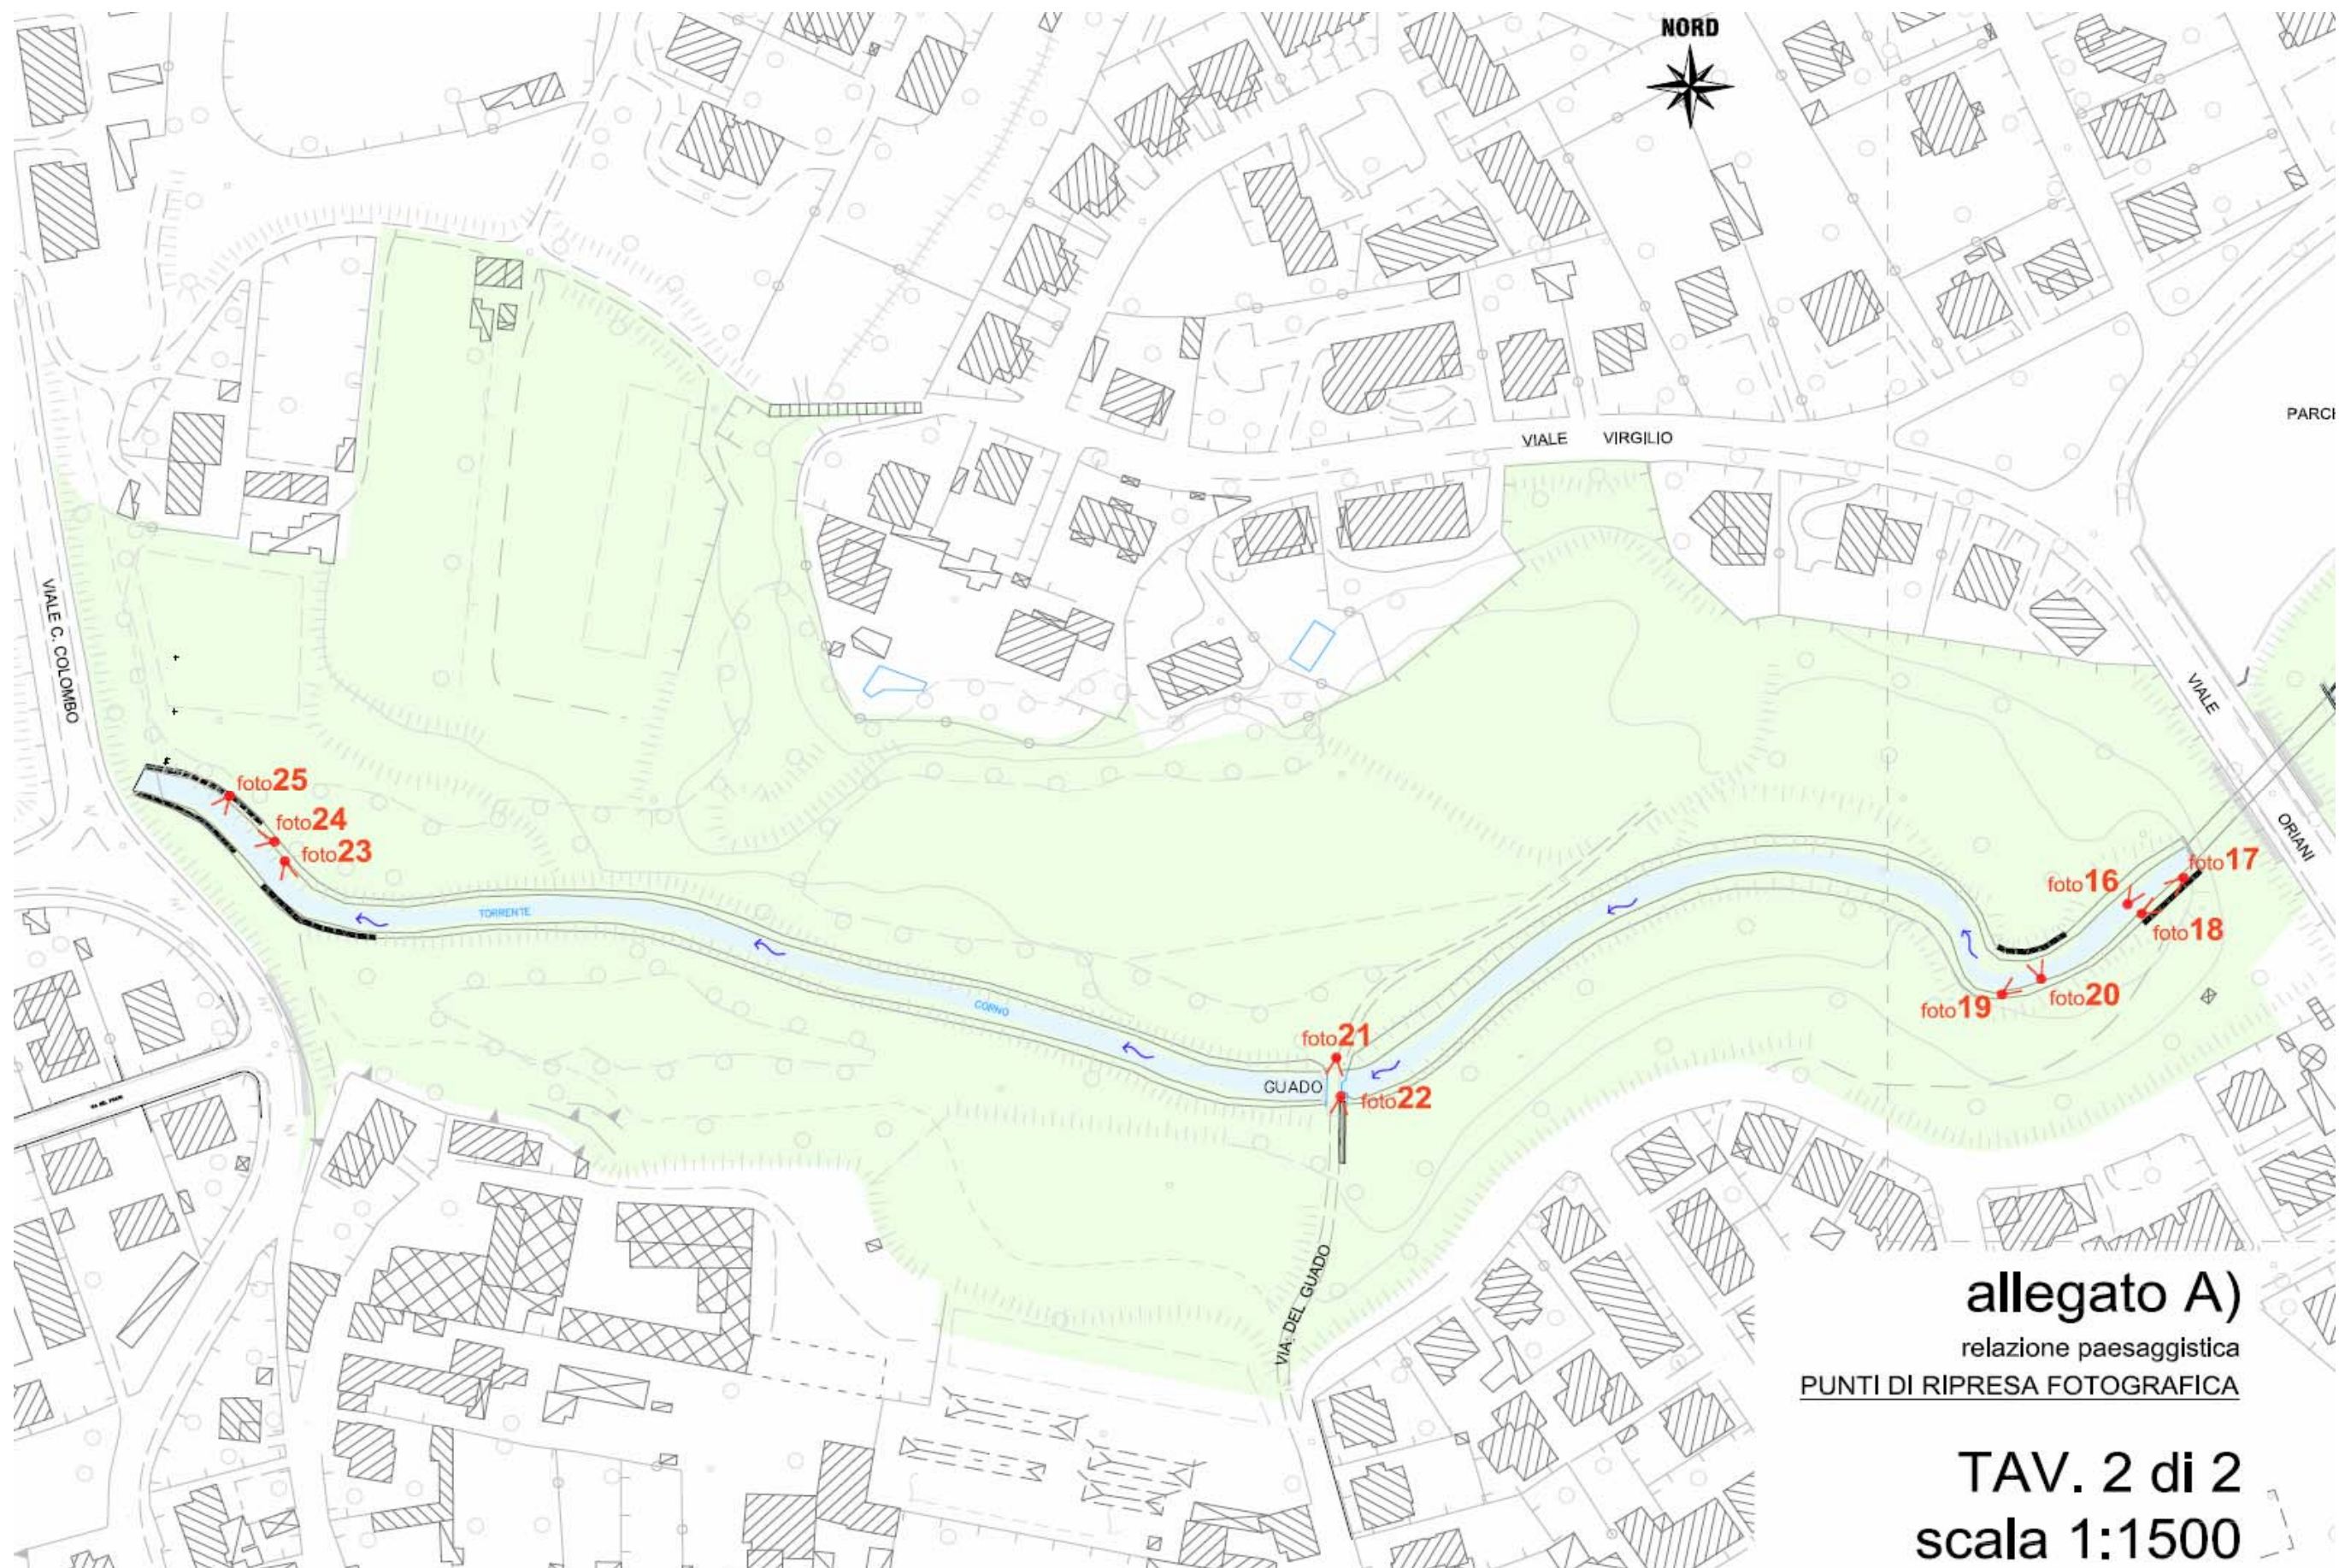 NORD
PARCH
VIALE VIRGILIO
VIALE C. COLOMBO
VIALE
ORIANI
foto25
foto24
foto23
foto17
foto16
foto18
TORRENTE
CORNO
foto19
foto20
foto21
GUADO
foto22
VIA DEL GUADO
allegato A)
relazione paesaggistica
PUNTI DI RIPRESA FOTOGRAFICA
TAV. 2 di 2
scala 1:1500